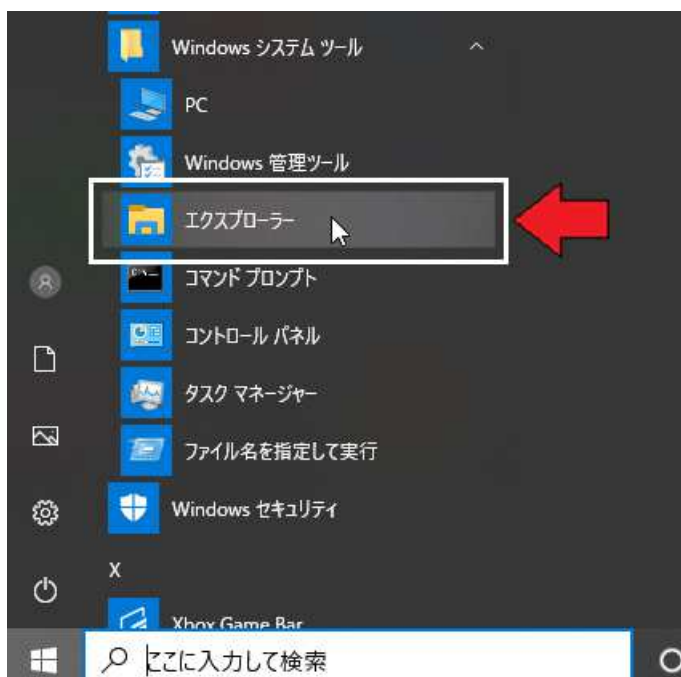 Windows システム ツール
PC
Windows 管理ツール
エクスプローラー
コマンド プロンプト
コントロール パネル
タスク マネージャー
ファイル名を指定して実行
Windows セキュリティ
X
Xbox Game Bar
ここに入力して検索